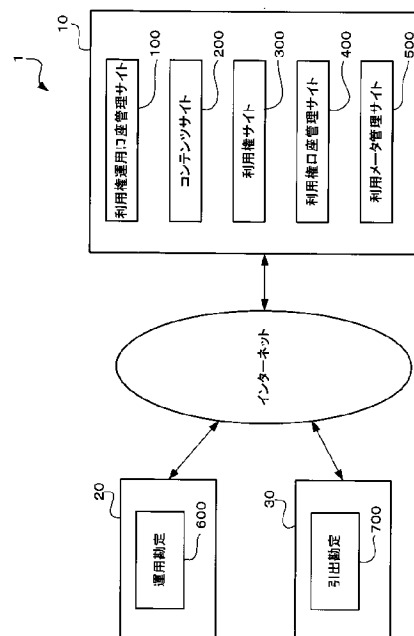 1
10
利用権運用口座管理サイト
100
コンテンツサイト
200
利用権サイト
300
利用権口座管理サイト
400
利用メータ管理サイト
500
インターネット
20
運用勘定
600
30
引出勘定
700